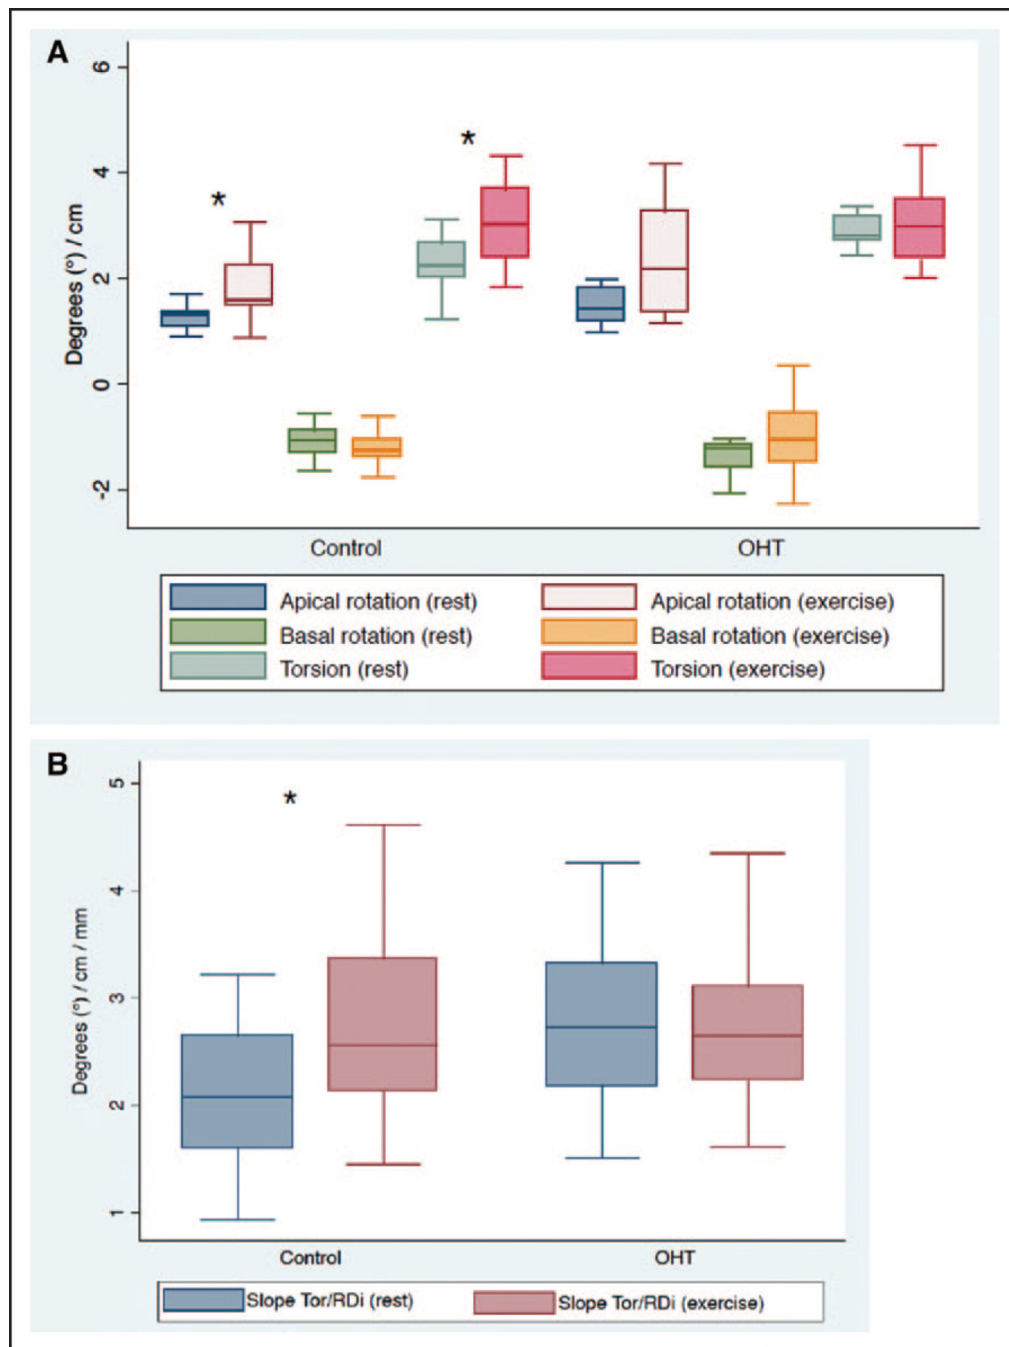 A
6
4
2
0
-2
Degrees (°) / cm
*
*
Control OHT
Apical rotation (rest) Apical rotation (exercise)
Basal rotation (rest) Basal rotation (exercise)
Torsion (rest) Torsion (exercise)
B
5
4
3
2
1
Degrees (°) / cm / mm
*
Control OHT
Slope Tor/RDi (rest) Slope Tor/RDi (exercise)